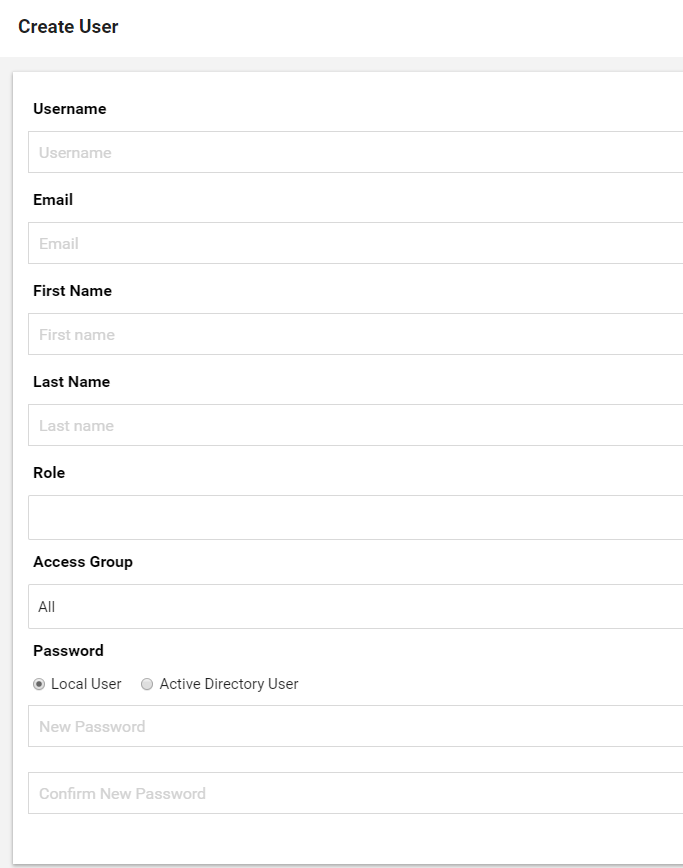 Create User
Username
Username
Email
Email
First Name
First name
Last Name
Last name
Role
Access Group
All
Password
Local User Active Directory User
New Password
Confirm New Password